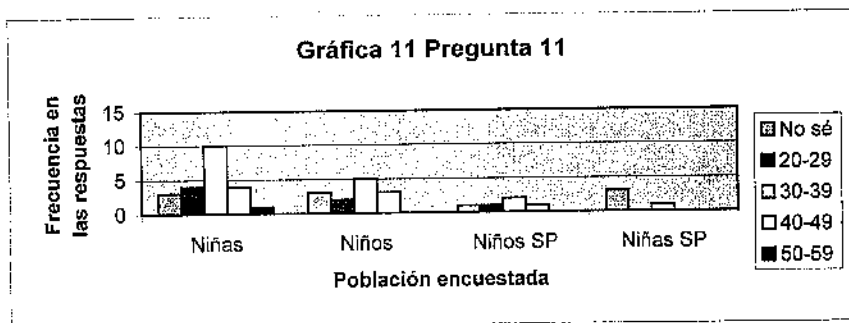 Gráfica 11 Pregunta 11
Frecuencia en
las respuestas
15
10
5
0
Niñas
Niños
Niños SP
Niñas SP
Población encuestada
No sé
20-29
30-39
40-49
50-59